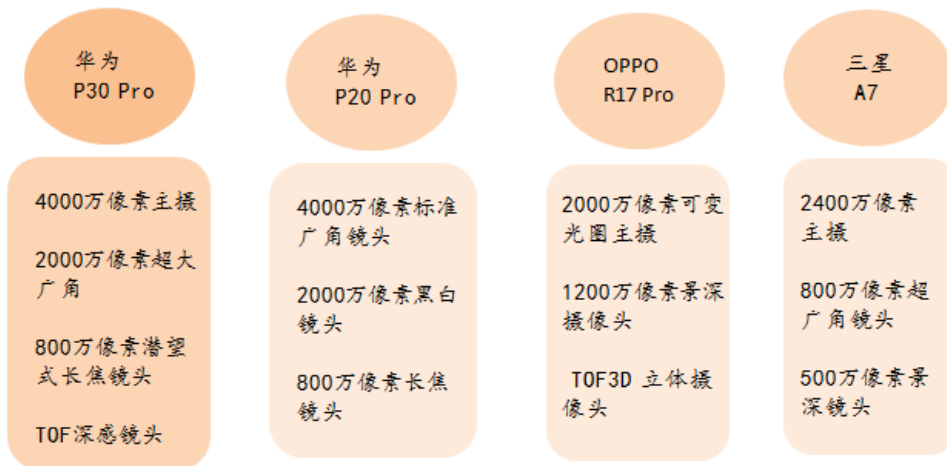 华为
P30 Pro
4000万像素主摄
2000万像素超大
广角
800万像素潜望
式长焦镜头
TOF深感镜头
华为
P20 Pro
4000万像素标准
广角镜头
2000万像素黑白
镜头
800万像素长焦
镜头
OPPO
R17 Pro
2000万像素可变
光圈主摄
1200万像素景深
摄像头
TOF3D 立体摄
像头
三星
A7
2400万像素
主摄
800万像素超
广角镜头
500万像素景
深镜头